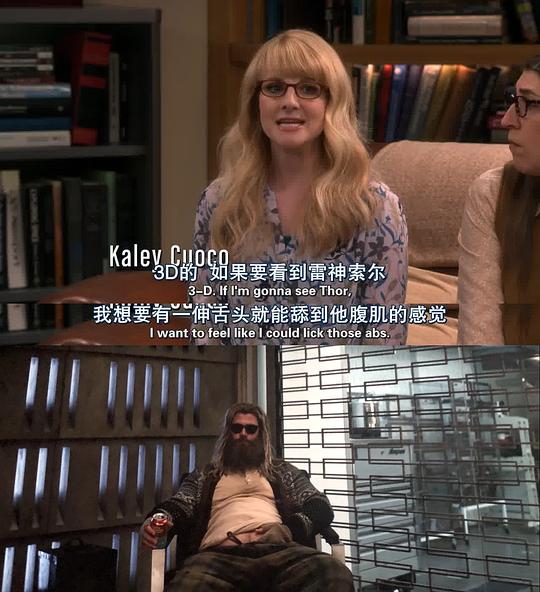 Kaley Cuoco
3D的 如果要看到雷神索尔
3-D. If I'm gonna see Thor,
我想要有一伸舌头就能舔到他腹肌的感觉
I want to feel like I could lick those abs.